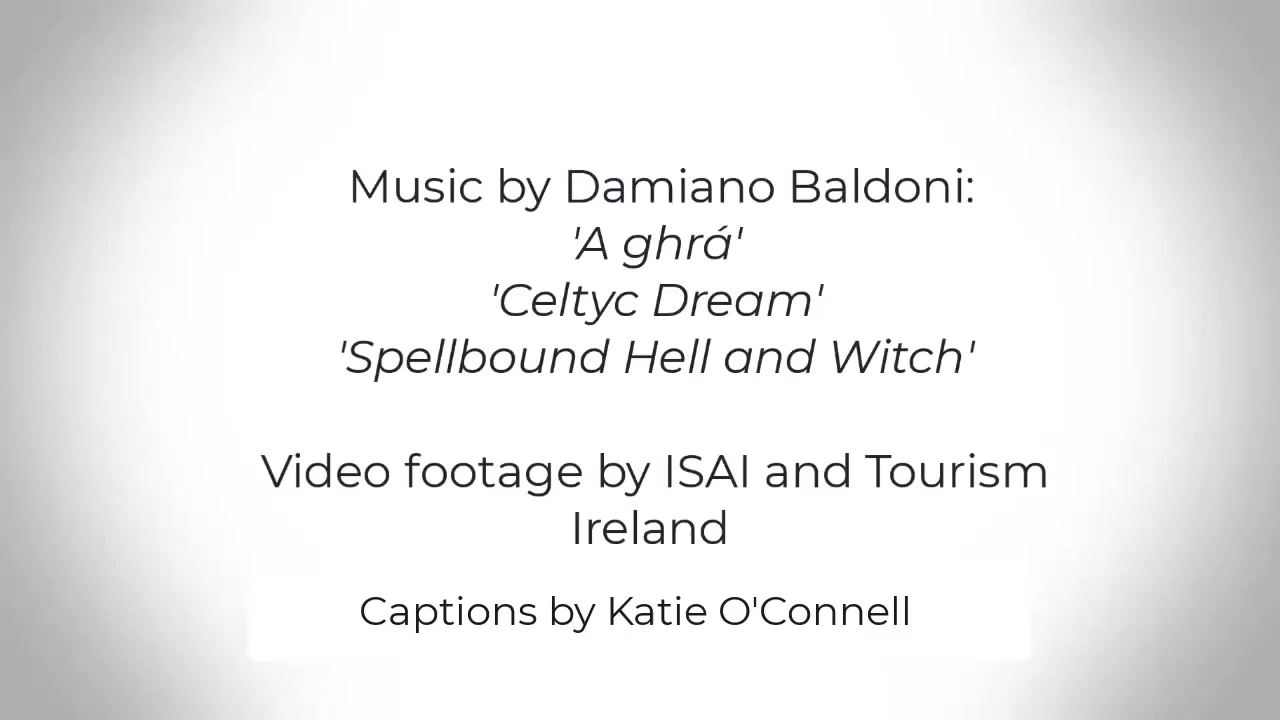 Music by Damiano Baldoni:
'A ghrá'
'Celtyc Dream'
'Spellbound Hell and Witch'
Video footage by ISAI and Tourism
Ireland
Captions by Katie O'Connell